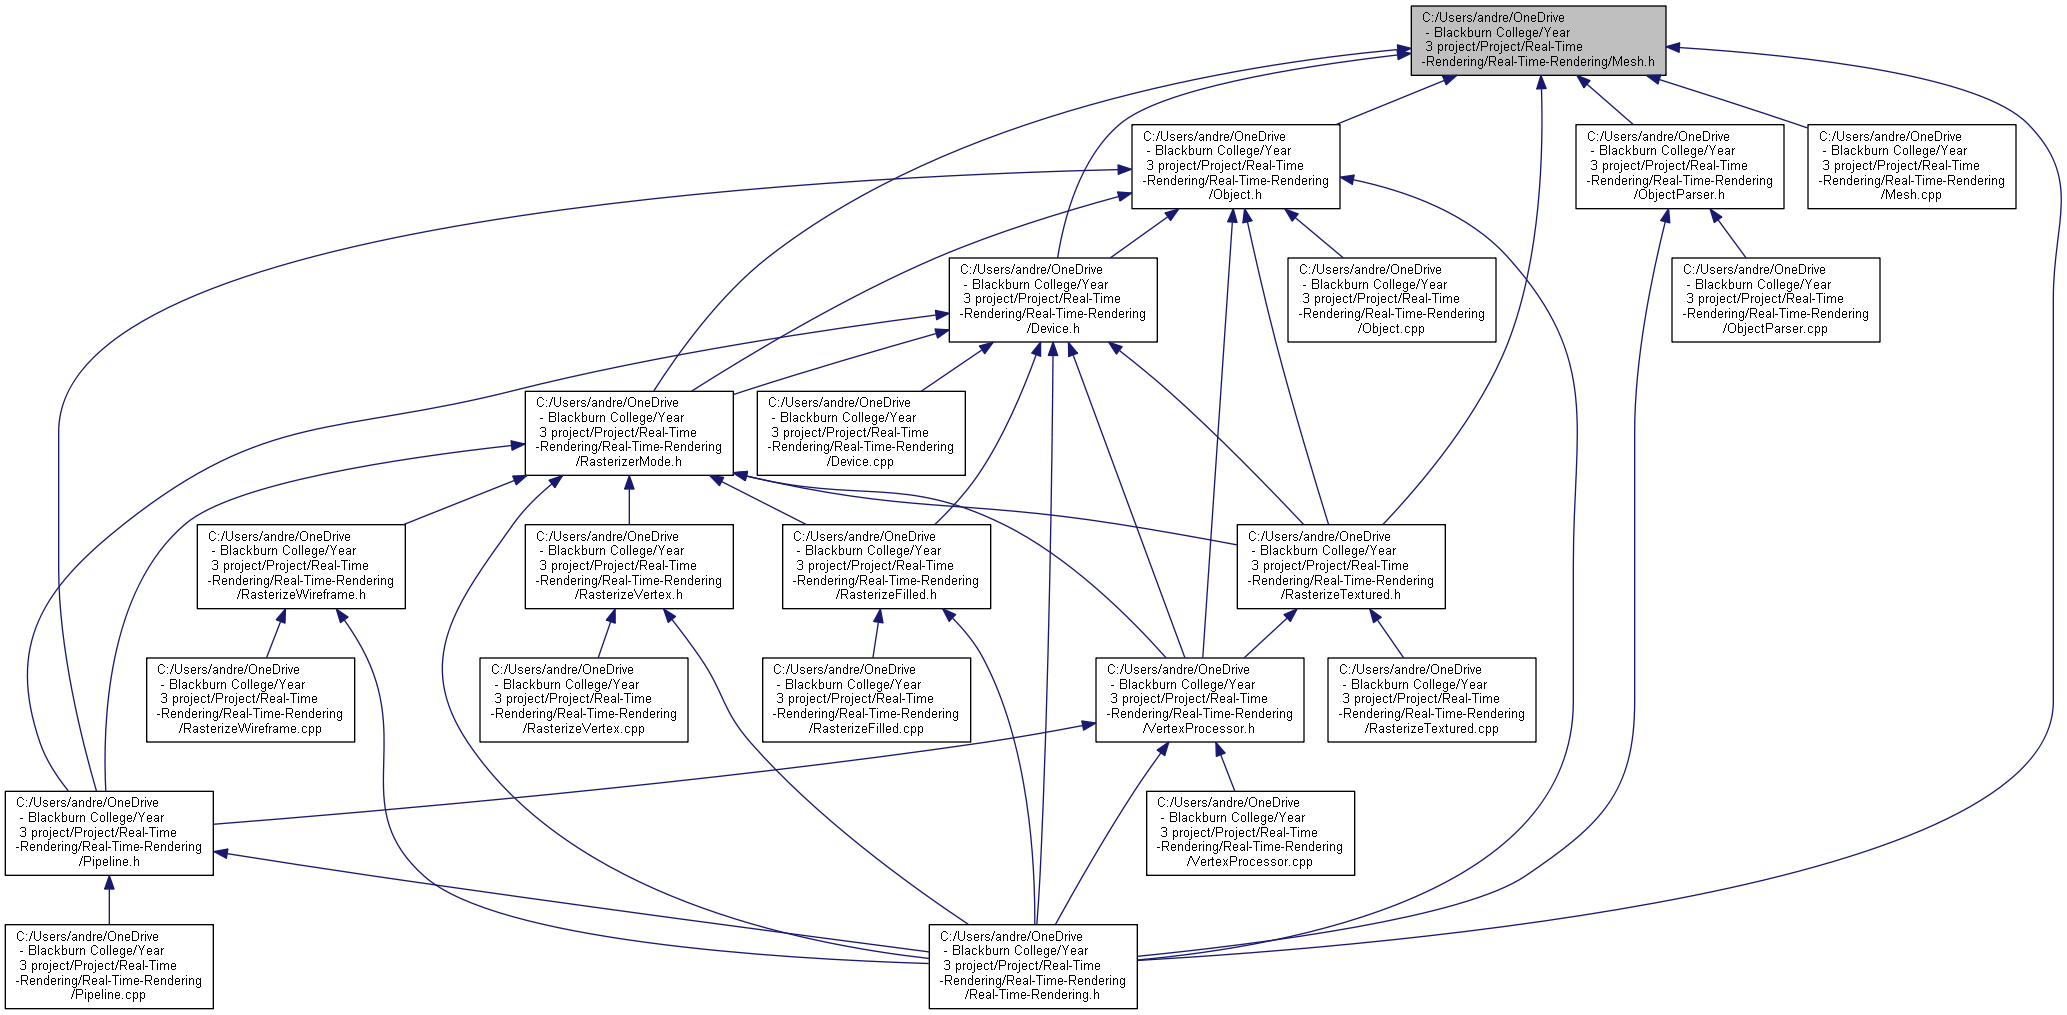 C:/Users/andre/OneDrive
- Blackburn College/Year
3 project/Project/Real-Time
-Rendering/Real-Time-Rendering/Mesh.h
C:/Users/andre/OneDrive
- Blackburn College/Year
3 project/Project/Real-Time
-Rendering/Real-Time-Rendering
/Object.h
C:/Users/andre/OneDrive
- Blackburn College/Year
3 project/Project/Real-Time
-Rendering/Real-Time-Rendering
/ObjectParser.h
C:/Users/andre/OneDrive
- Blackburn College/Year
3 project/Project/Real-Time
-Rendering/Real-Time-Rendering
/Mesh.cpp
C:/Users/andre/OneDrive
- Blackburn College/Year
3 project/Project/Real-Time
-Rendering/Real-Time-Rendering
/Device.h
C:/Users/andre/OneDrive
- Blackburn College/Year
3 project/Project/Real-Time
-Rendering/Real-Time-Rendering
/Object.cpp
C:/Users/andre/OneDrive
- Blackburn College/Year
3 project/Project/Real-Time
-Rendering/Real-Time-Rendering
/ObjectParser.cpp
C:/Users/andre/OneDrive
- Blackburn College/Year
3 project/Project/Real-Time
-Rendering/Real-Time-Rendering
/RasterizerMode.h
C:/Users/andre/OneDrive
- Blackburn College/Year
3 project/Project/Real-Time
-Rendering/Real-Time-Rendering
/Device.cpp
C:/Users/andre/OneDrive
- Blackburn College/Year
3 project/Project/Real-Time
-Rendering/Real-Time-Rendering
/RasterizeWireframe.h
C:/Users/andre/OneDrive
- Blackburn College/Year
3 project/Project/Real-Time
-Rendering/Real-Time-Rendering
/RasterizeVertex.h
C:/Users/andre/OneDrive
- Blackburn College/Year
3 project/Project/Real-Time
-Rendering/Real-Time-Rendering
/RasterizeFilled.h
C:/Users/andre/OneDrive
- Blackburn College/Year
3 project/Project/Real-Time
-Rendering/Real-Time-Rendering
/RasterizeTextured.h
C:/Users/andre/OneDrive
- Blackburn College/Year
3 project/Project/Real-Time
-Rendering/Real-Time-Rendering
/RasterizeWireframe.cpp
C:/Users/andre/OneDrive
- Blackburn College/Year
3 project/Project/Real-Time
-Rendering/Real-Time-Rendering
/RasterizeVertex.cpp
C:/Users/andre/OneDrive
- Blackburn College/Year
3 project/Project/Real-Time
-Rendering/Real-Time-Rendering
/RasterizeFilled.cpp
C:/Users/andre/OneDrive
- Blackburn College/Year
3 project/Project/Real-Time
-Rendering/Real-Time-Rendering
/VertexProcessor.h
C:/Users/andre/OneDrive
- Blackburn College/Year
3 project/Project/Real-Time
-Rendering/Real-Time-Rendering
/RasterizeTextured.cpp
C:/Users/andre/OneDrive
- Blackburn College/Year
3 project/Project/Real-Time
-Rendering/Real-Time-Rendering
/Pipeline.h
C:/Users/andre/OneDrive
- Blackburn College/Year
3 project/Project/Real-Time
-Rendering/Real-Time-Rendering
/VertexProcessor.cpp
C:/Users/andre/OneDrive
- Blackburn College/Year
3 project/Project/Real-Time
-Rendering/Real-Time-Rendering
/Pipeline.cpp
C:/Users/andre/OneDrive
- Blackburn College/Year
3 project/Project/Real-Time
-Rendering/Real-Time-Rendering
/Real-Time-Rendering.h